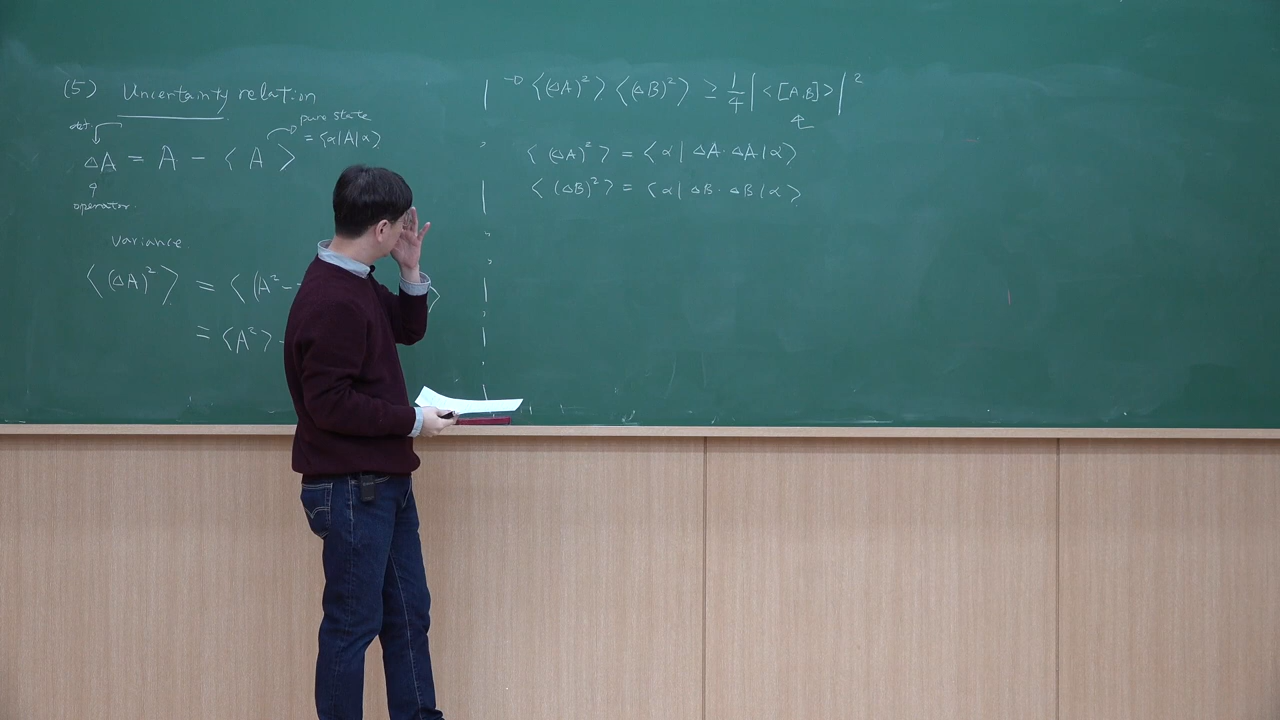 (5) Uncertainty relation
def
pure state
= ⟨α|A|α⟩
ΔA = A − ⟨A⟩
operator
variance
⟨(ΔA)²⟩ = ⟨(A²−
= ⟨A²⟩ −
→ ⟨(ΔA)²⟩ ⟨(ΔB)²⟩ ≥ 1/4 |⟨[A,B]⟩|²
⟨(ΔA)²⟩ = ⟨α| ΔA · ΔA |α⟩
⟨(ΔB)²⟩ = ⟨α| ΔB · ΔB |α⟩